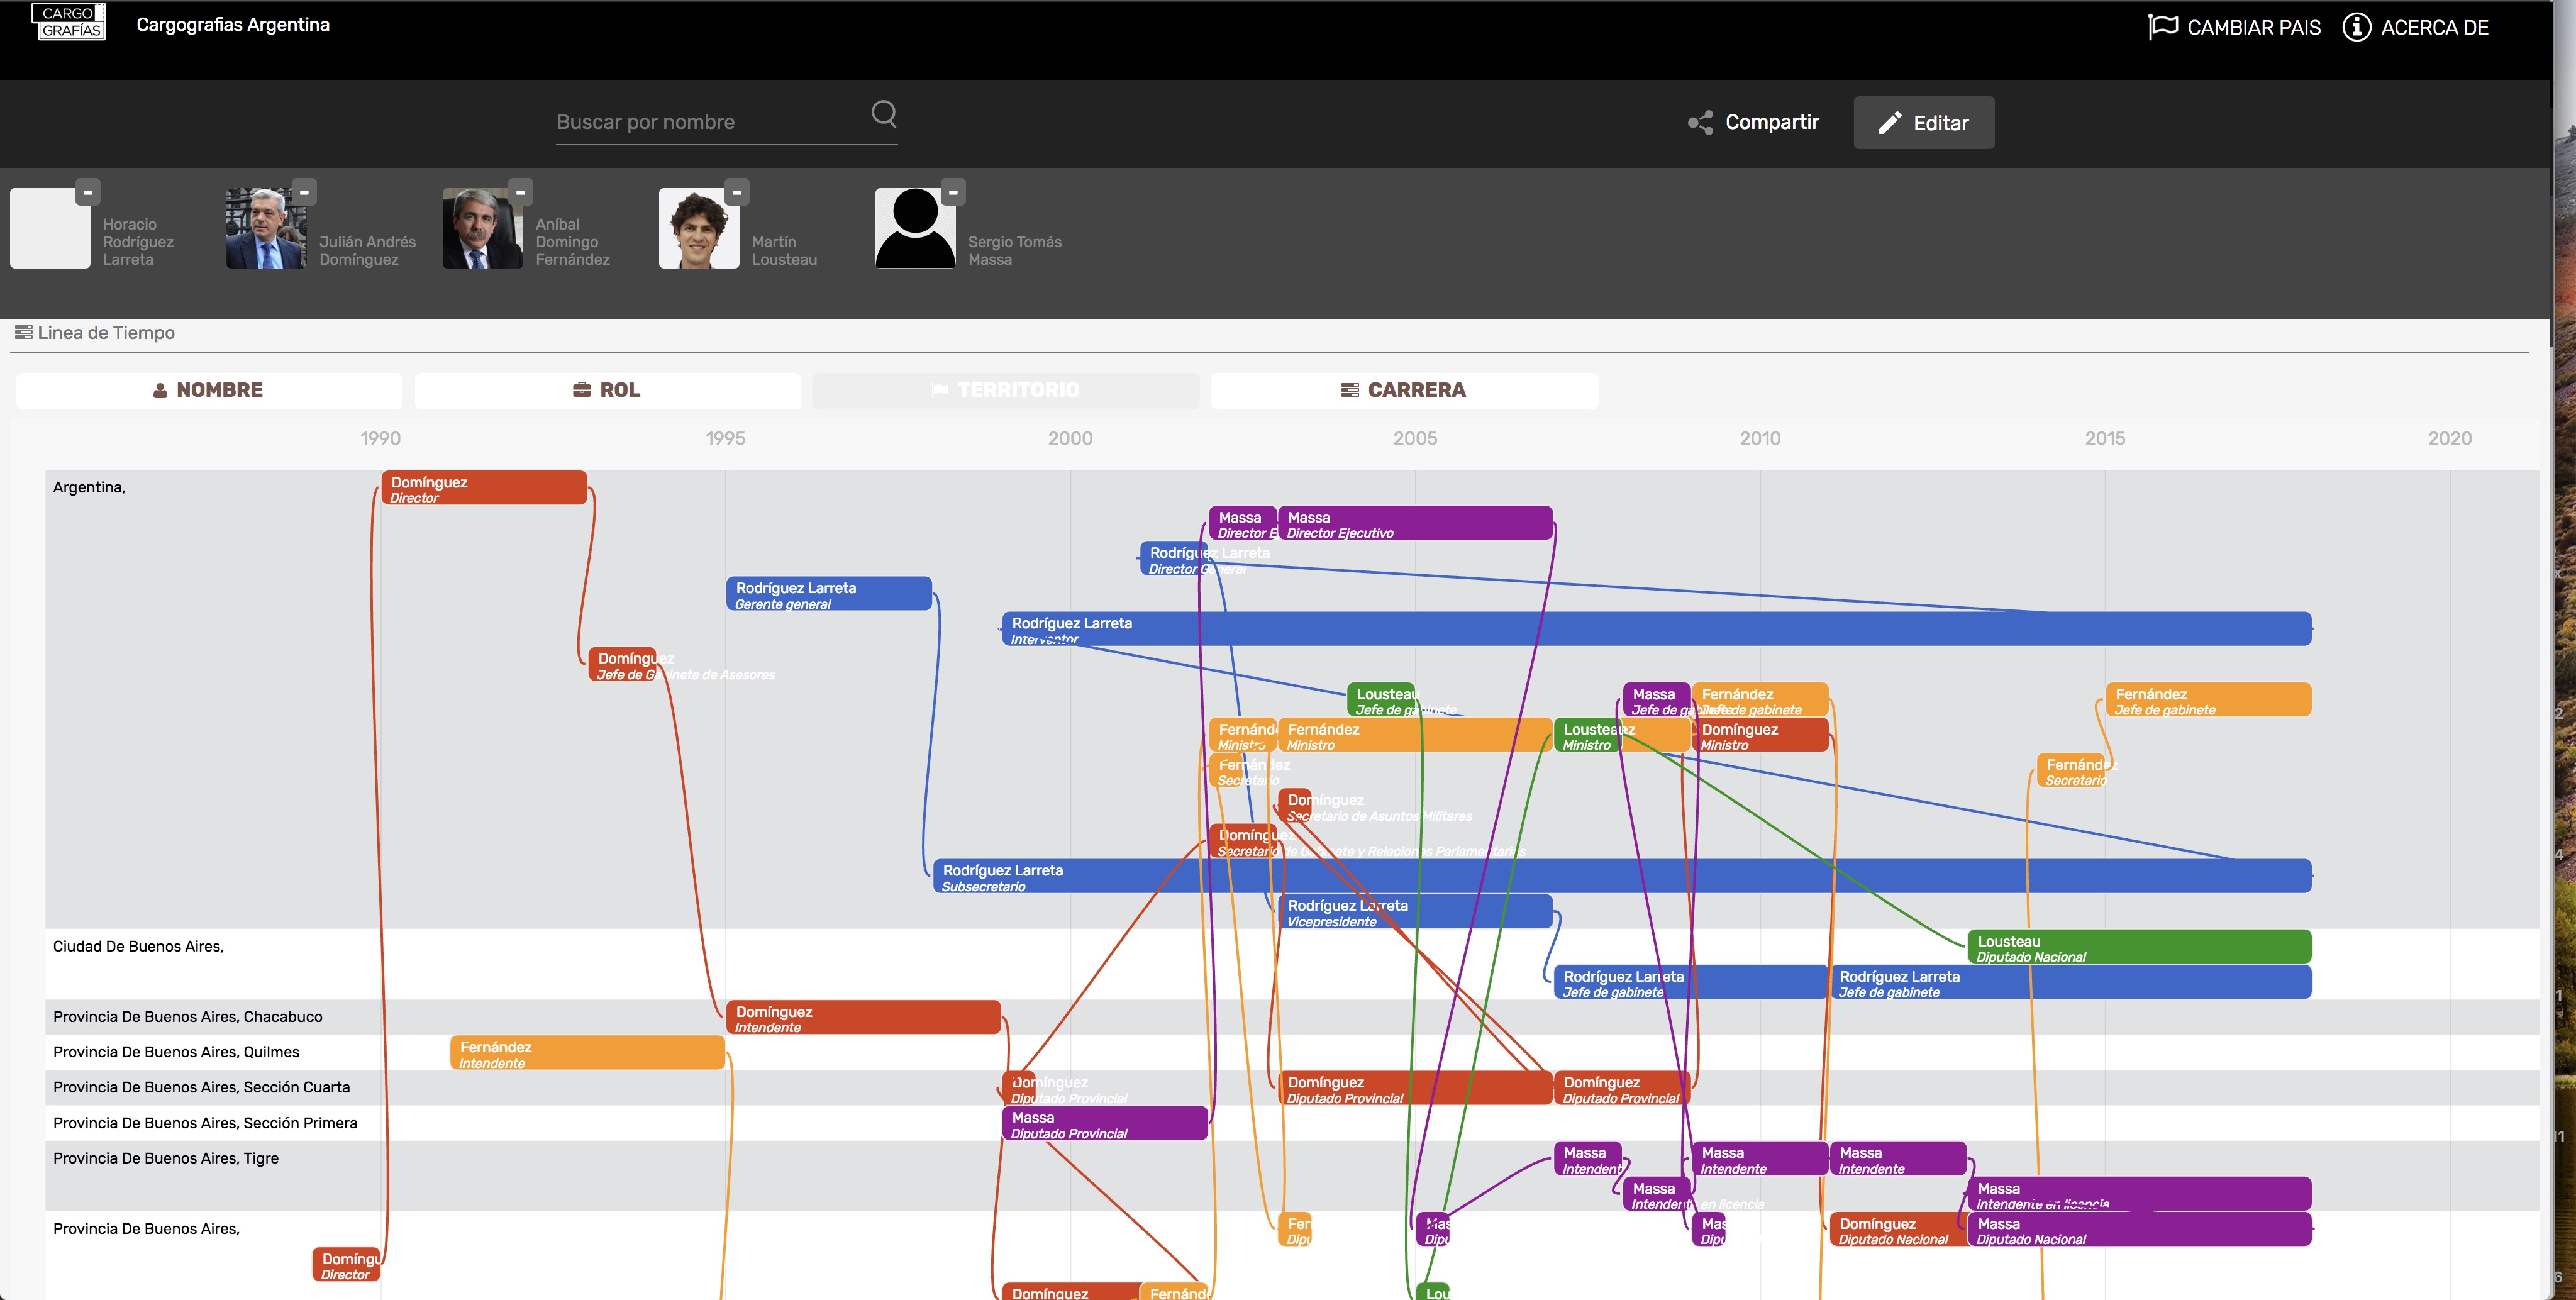 CARGO
GRAFÍAS
Cargografias Argentina
CAMBIAR PAIS
ACERCA DE
Buscar por nombre
Compartir
Editar
Horacio
Rodríguez
Larreta
Julián Andrés
Domínguez
Aníbal
Domingo
Fernández
Martín
Lousteau
Sergio Tomás
Massa
Linea de Tiempo
NOMBRE
ROL
TERRITORIO
CARRERA
1990 1995 2000 2005 2010 2015 2020
Argentina,
Domínguez
Director
Massa
Director E
Massa
Director Ejecutivo
Rodríguez Larreta
Director General
Rodríguez Larreta
Gerente general
Rodríguez Larreta
Interventor
Domínguez
Jefe de Gabinete de Asesores
Lousteau
Jefe de gabinete
Massa
Jefe de gabinete
Fernández
Jefe de gabinete
Fernández
Jefe de gabinete
Fernánd
Ministro
Fernández
Ministro
Lousteau
Ministro
Domínguez
Ministro
Fernández
Secretario
Fernández
Secretario
Domínguez
Secretario de Asuntos Militares
Domínguez
Secretario de Gabinete y Relaciones Parlamentarias
Rodríguez Larreta
Subsecretario
Rodríguez Larreta
Vicepresidente
Ciudad De Buenos Aires,
Lousteau
Diputado Nacional
Rodríguez Larreta
Jefe de gabinete
Rodríguez Larreta
Jefe de gabinete
Provincia De Buenos Aires, Chacabuco
Domínguez
Intendente
Provincia De Buenos Aires, Quilmes
Fernández
Intendente
Provincia De Buenos Aires, Sección Cuarta
Domínguez
Diputado Provincial
Domínguez
Diputado Provincial
Domínguez
Diputado Provincial
Provincia De Buenos Aires, Sección Primera
Massa
Diputado Provincial
Provincia De Buenos Aires, Tigre
Massa
Intendent
Massa
Intendente
Massa
Intendente
Massa
Intendente en licencia
Massa
Intendente en licencia
Provincia De Buenos Aires,
Fer
Dipu
Mas
Dipu
Mas
Dipu
Domínguez
Diputado Nacional
Massa
Diputado Nacional
Domíngu
Director
Domínguez
Fernánd
Lou